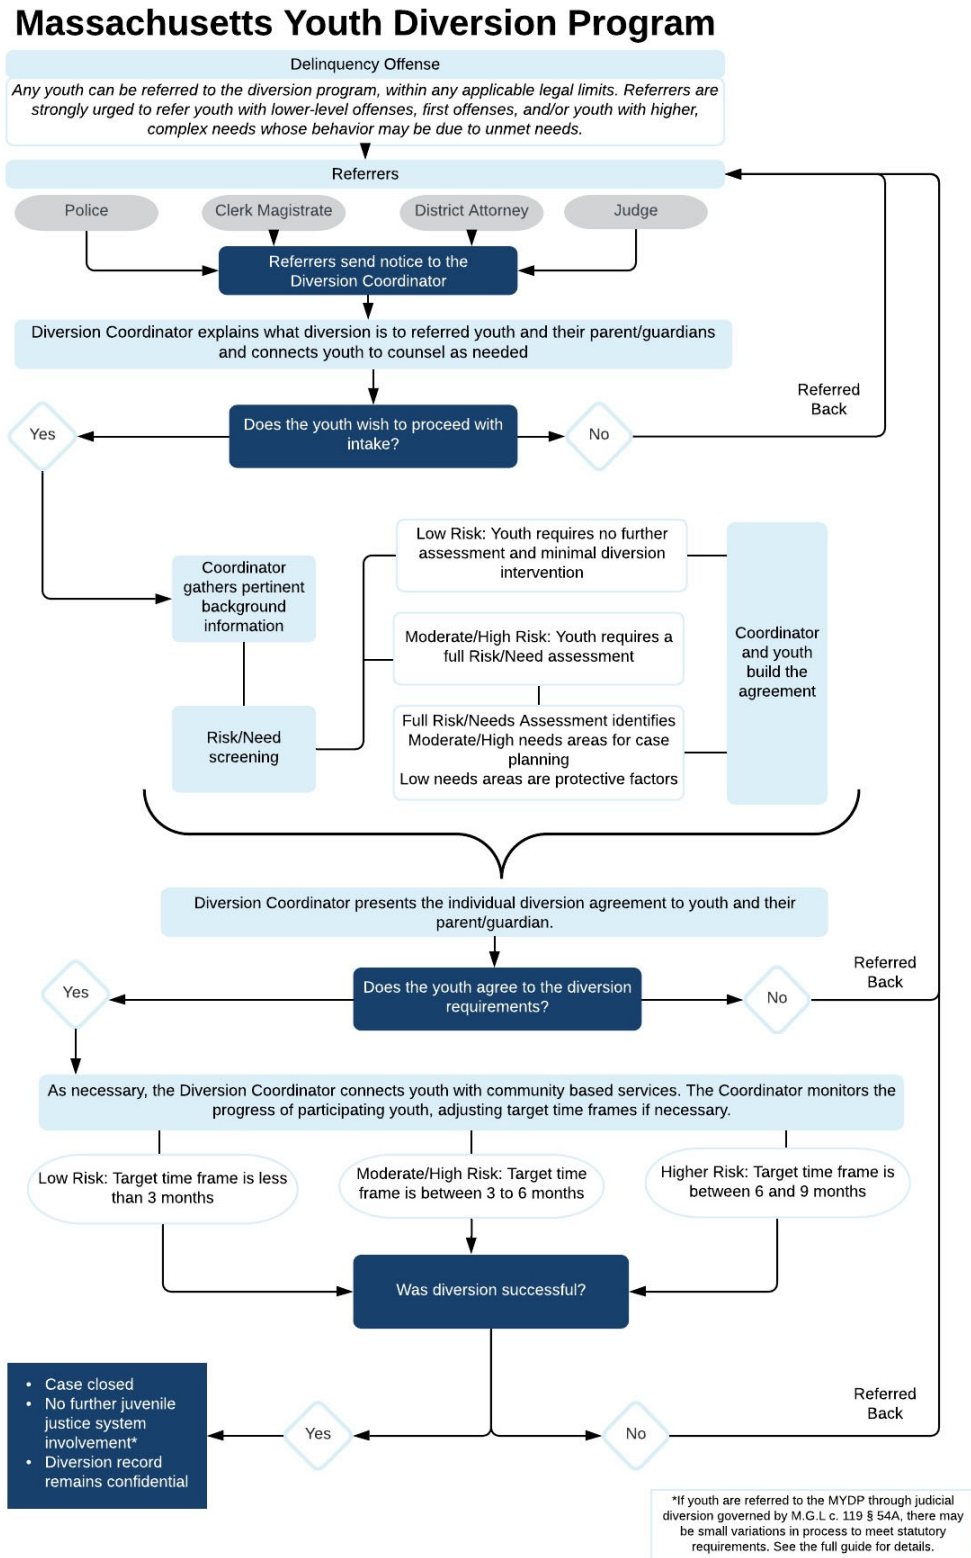 Massachusetts Youth Diversion Program
Delinquency Offense
Any youth can be referred to the diversion program, within any applicable legal limits. Referrers are
strongly urged to refer youth with lower-level offenses, first offenses, and/or youth with higher,
complex needs whose behavior may be due to unmet needs.
Referrers
Police
Clerk Magistrate
District Attorney
Judge
Referrers send notice to the
Diversion Coordinator
Diversion Coordinator explains what diversion is to referred youth and their parent/guardians
and connects youth to counsel as needed
Referred
Back
Yes
Does the youth wish to proceed with
intake?
No
Coordinator
gathers pertinent
background
information
Risk/Need
screening
Low Risk: Youth requires no further
assessment and minimal diversion
intervention
Moderate/High Risk: Youth requires a
full Risk/Need assessment
Full Risk/Needs Assessment identifies
Moderate/High needs areas for case
planning
Low needs areas are protective factors
Coordinator
and youth
build the
agreement
Diversion Coordinator presents the individual diversion agreement to youth and their
parent/guardian.
Yes
Does the youth agree to the diversion
requirements?
No
Referred
Back
As necessary, the Diversion Coordinator connects youth with community based services. The Coordinator monitors the
progress of participating youth, adjusting target time frames if necessary.
Low Risk: Target time frame is less
than 3 months
Moderate/High Risk: Target time
frame is between 3 to 6 months
Higher Risk: Target time frame is
between 6 and 9 months
Was diversion successful?
• Case closed
• No further juvenile
justice system
involvement*
• Diversion record
remains confidential
Yes
No
Referred
Back
*If youth are referred to the MYDP through judicial
diversion governed by M.G.L c. 119 § 54A, there may
be small variations in process to meet statutory
requirements. See the full guide for details.